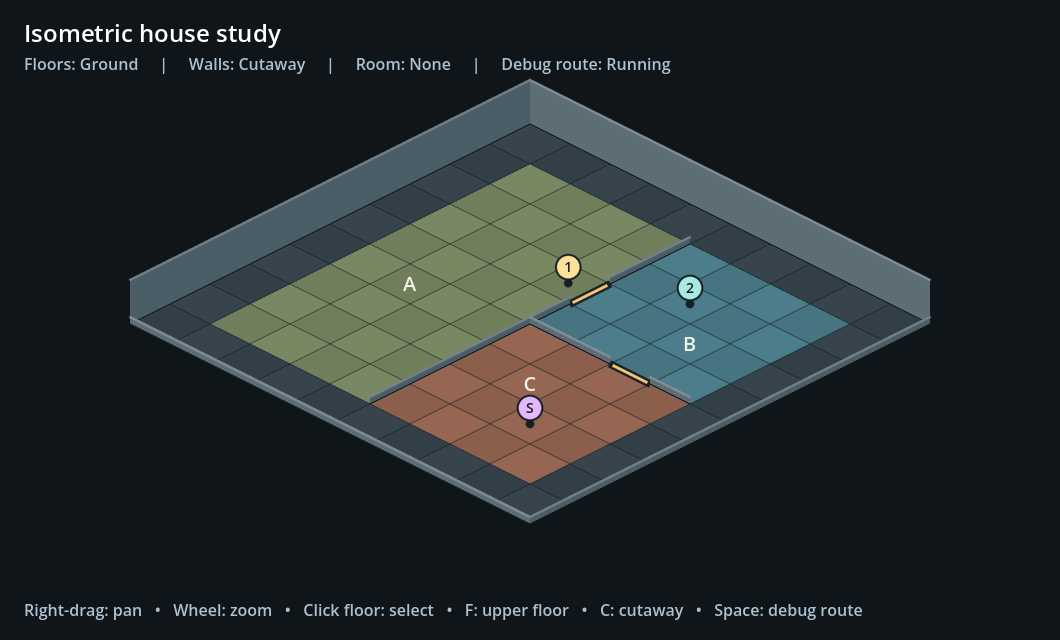 Isometric house study
Floors: Ground | Walls: Cutaway | Room: None | Debug route: Running
1
2
A
B
C
S
Right-drag: pan • Wheel: zoom • Click floor: select • F: upper floor • C: cutaway • Space: debug route